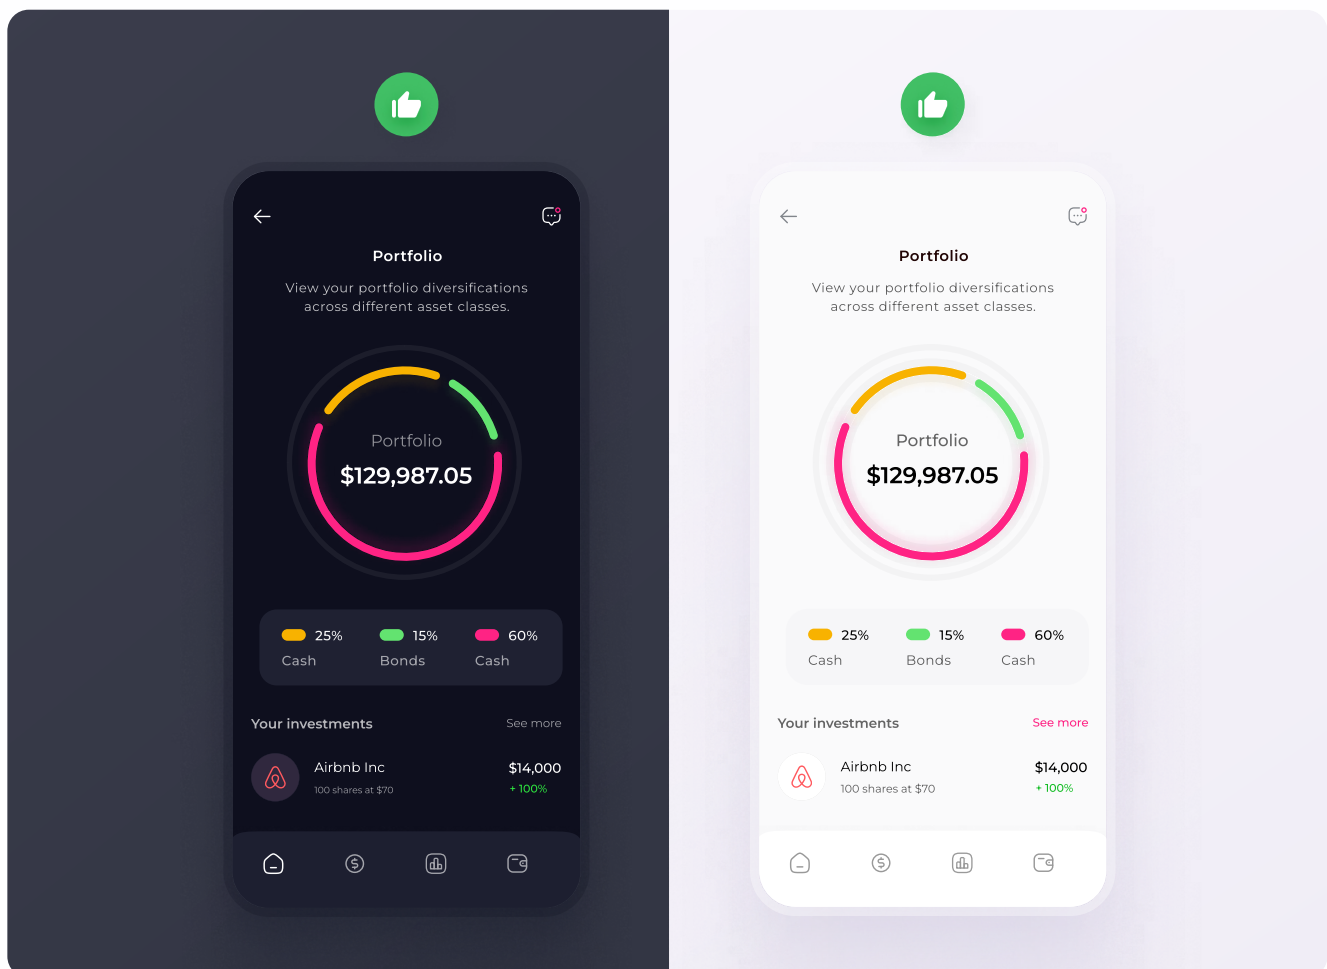 Portfolio
View your portfolio diversifications
across different asset classes.
Portfolio
$129,987.05
25% 15% 60%
Cash Bonds Cash
Your investments See more
Airbnb Inc $14,000
100 shares at $70 + 100%
Portfolio
View your portfolio diversifications
across different asset classes.
Portfolio
$129,987.05
25% 15% 60%
Cash Bonds Cash
Your investments See more
Airbnb Inc $14,000
100 shares at $70 + 100%